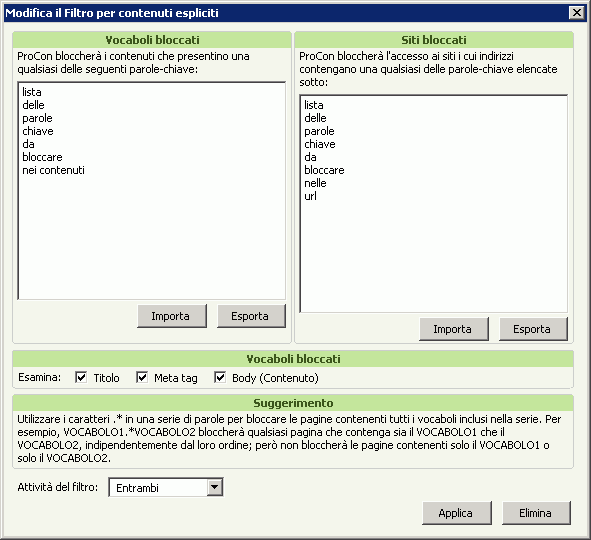 Modifica il Filtro per contenuti espliciti
Vocaboli bloccati
ProCon bloccherà i contenuti che presentino una
qualsiasi delle seguenti parole-chiave:
lista
delle
parole
chiave
da
bloccare
nei contenuti
Importa
Esporta
Siti bloccati
ProCon bloccherà l'accesso ai siti i cui indirizzi
contengano una qualsiasi delle parole-chiave elencate
sotto:
lista
delle
parole
chiave
da
bloccare
nelle
url
Importa
Esporta
Vocaboli bloccati
Esamina: Titolo Meta tag Body (Contenuto)
Suggerimento
Utilizzare i caratteri .* in una serie di parole per bloccare le pagine contenenti tutti i vocaboli inclusi nella serie. Per
esempio, VOCABOLO1.*VOCABOLO2 bloccherà qualsiasi pagina che contenga sia il VOCABOLO1 che il
VOCABOLO2, indipendentemente dal loro ordine; però non bloccherà le pagine contenenti solo il VOCABOLO1 o
solo il VOCABOLO2.
Attività del filtro: Entrambi
Applica
Elimina